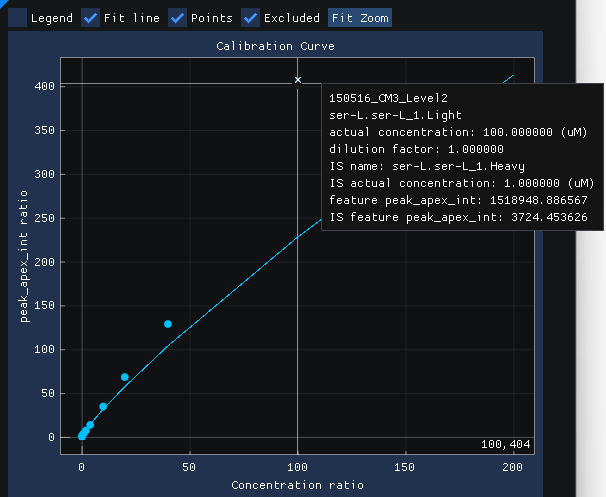 Legend Fit line Points Excluded Fit Zoom
Calibration Curve
peak_apex_int ratio
400
350
300
250
200
150
100
50
0
150516_CM3_Level2
ser-L.ser-L_1.Light
actual concentration: 100.000000 (uM)
dilution factor: 1.000000
IS name: ser-L.ser-L_1.Heavy
IS actual concentration: 1.000000 (uM)
feature peak_apex_int: 1518948.886567
IS feature peak_apex_int: 3724.453626
100,404
0 50 100 150 200
Concentration ratio